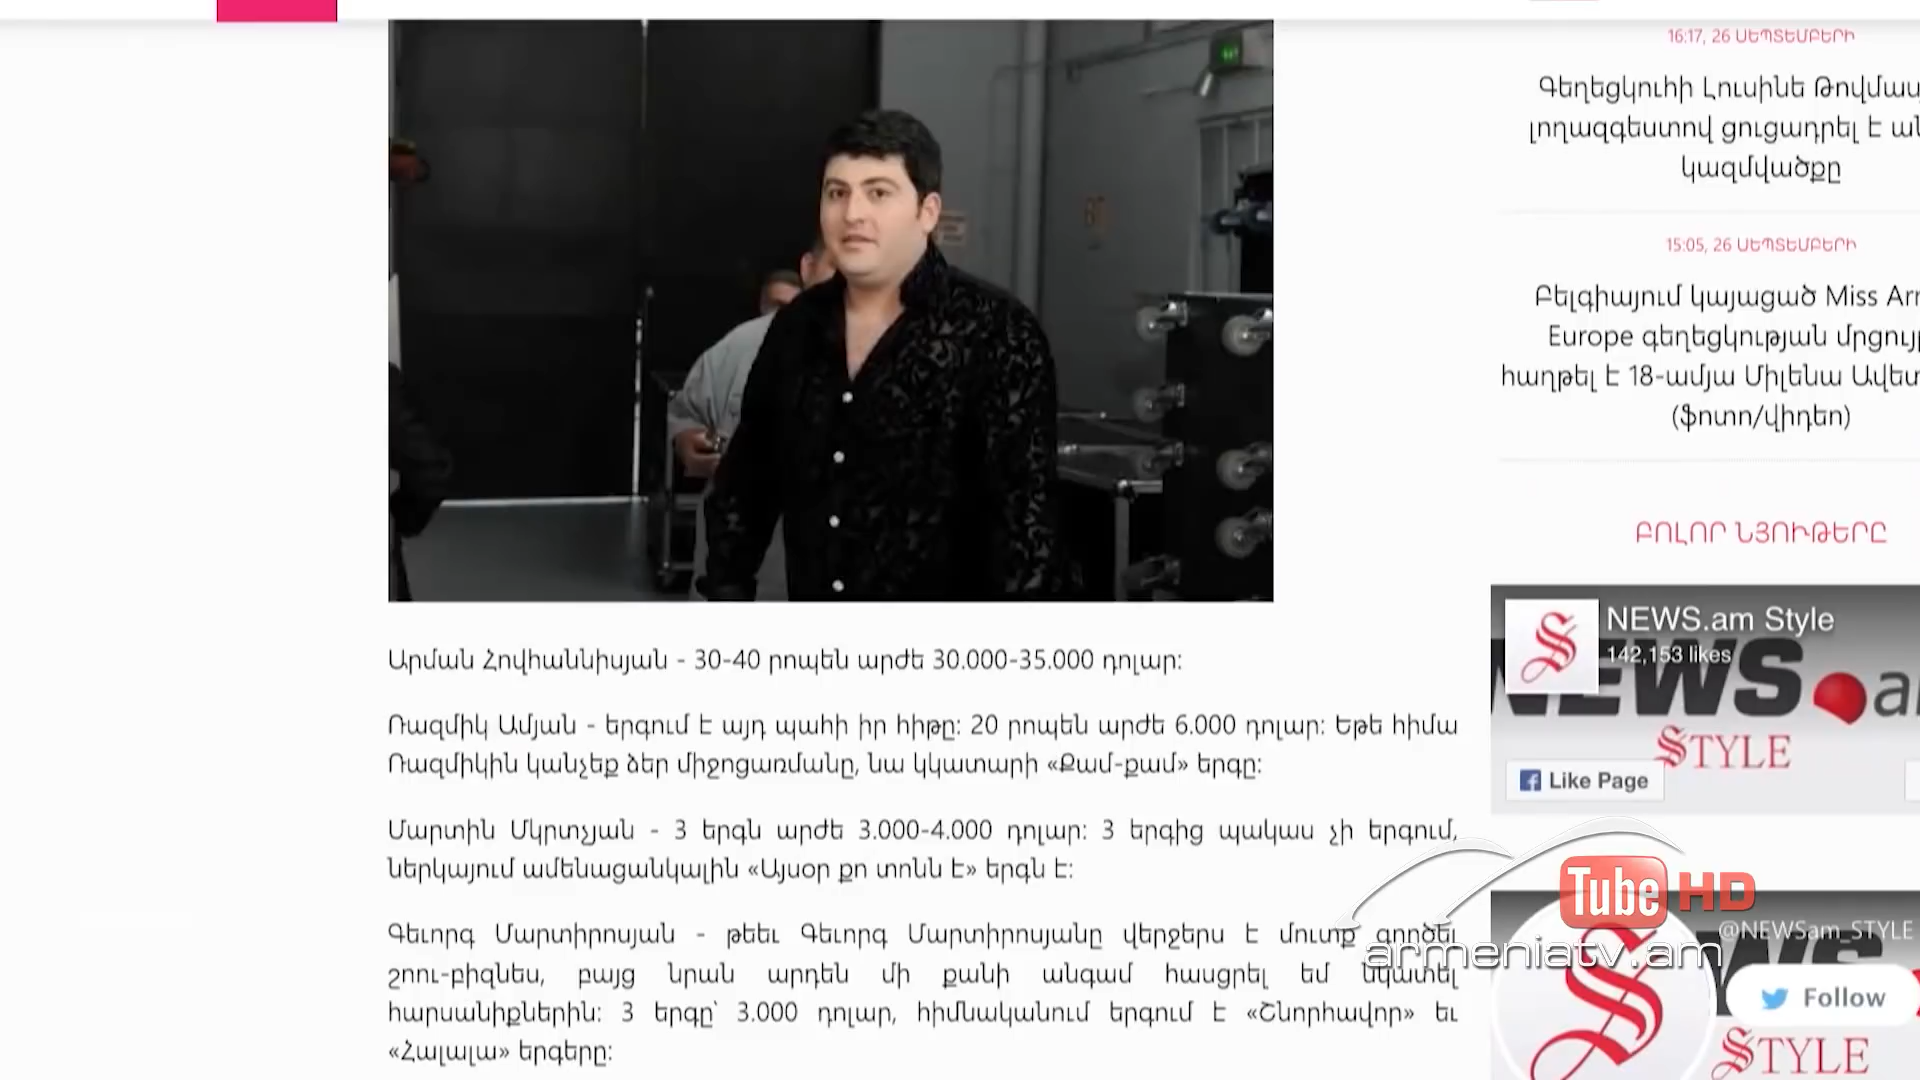 Արման Հովհաննիսյան - 30-40 րոպեն արժե 30.000-35.000 դոլար:
Ռազմիկ Ամյան - երգում է այդ պահի իր հիթը: 20 րոպեն արժե 6.000 դոլար: Եթե հիմա
Ռազմիկին կանչեք ձեր միջոցառմանը, նա կկատարի «Քամ-քամ» երգը:
Մարտին Մկրտչյան - 3 երգն արժե 3.000-4.000 դոլար: 3 երգից պակաս չի երգում,
ներկայում ամենացանկալին «Այսօր քո տոնն է» երգն է:
Գեւորգ Մարտիրոսյան - թեեւ Գեւորգ Մարտիրոսյանը վերջերս է մուտք գործել
շոու-բիզնես, բայց նրան արդեն մի քանի անգամ հասցրել եմ նկատել
հարսանիքներին: 3 երգը՝ 3.000 դոլար, հիմնականում երգում է «Շնորհավոր» եւ
«Հալալա» երգերը:
16:17, 26 ՍԵՊՏԵՄԲԵՐԻ
Գեղեցկուհի Լուսինե Թովմաս
լողազգեստով ցուցադրել է ան
կազմվածքը
15:05, 26 ՍԵՊՏԵՄԲԵՐԻ
Բելգիայում կայացած Miss Arm
Europe գեղեցկության մրցույ
հաղթել է 18-ամյա Միլենա Ավետ
(ֆոտո/վիդեո)
ԲՈԼՈՐ ՆՅՈՒԹԵՐԸ
NEWS.am Style
142,153 likes
NEWS.a
STYLE
Like Page
Tube HD
armeniatv.am
@NEWSam_STYLE
Follow
STYLE